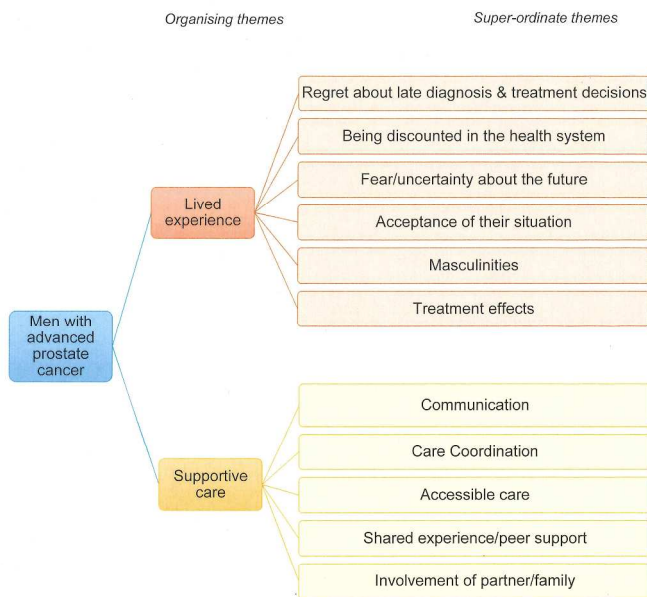 Organising themes
Super-ordinate themes
Regret about late diagnosis & treatment decisions
Being discounted in the health system
Fear/uncertainty about the future
Lived
experience
Acceptance of their situation
Masculinities
Treatment effects
Men with
advanced
prostate
cancer
Communication
Care Coordination
Supportive
care
Accessible care
Shared experience/peer support
Involvement of partner/family